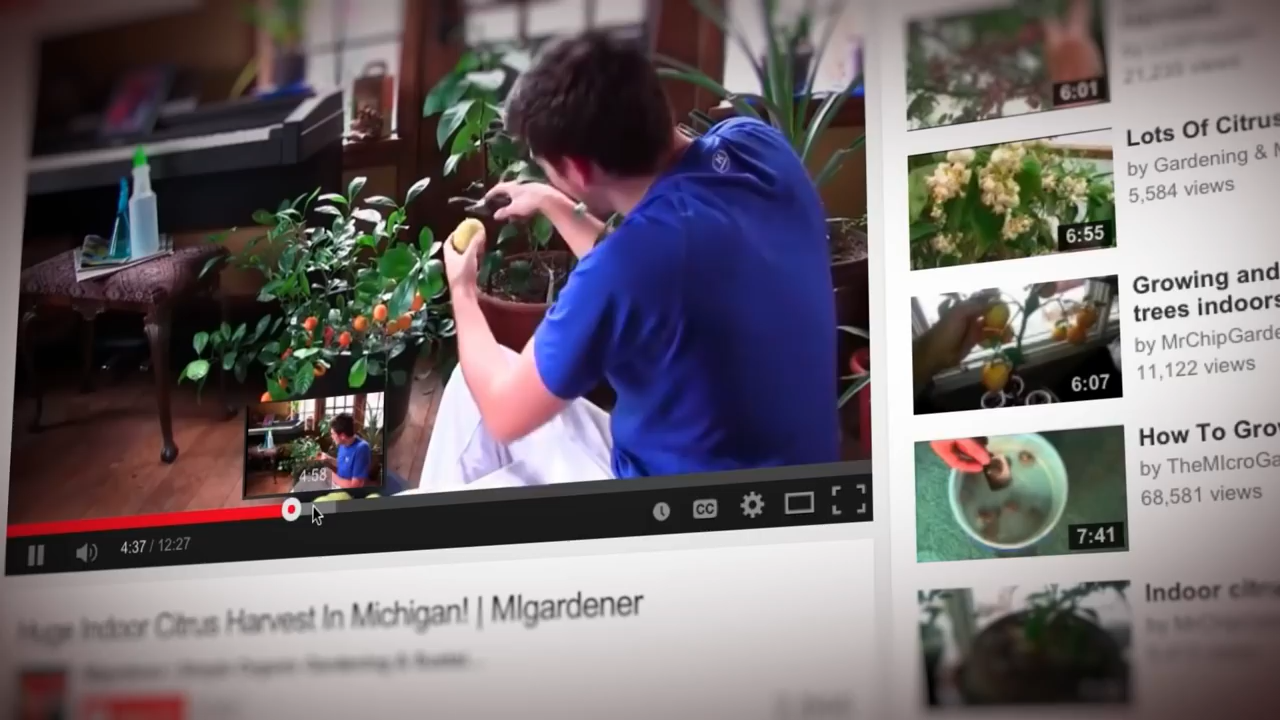 4:58
4:37 / 12:27
CC
Huge Indoor Citrus Harvest In Michigan! | MIgardener
6:01
21,235 views
6:55
Lots Of Citrus
by Gardening &
5,584 views
6:07
Growing and
trees indoors
by MrChipGarde
11,122 views
7:41
How To Grow
by TheMIcroGa
68,581 views
Indoor citrus